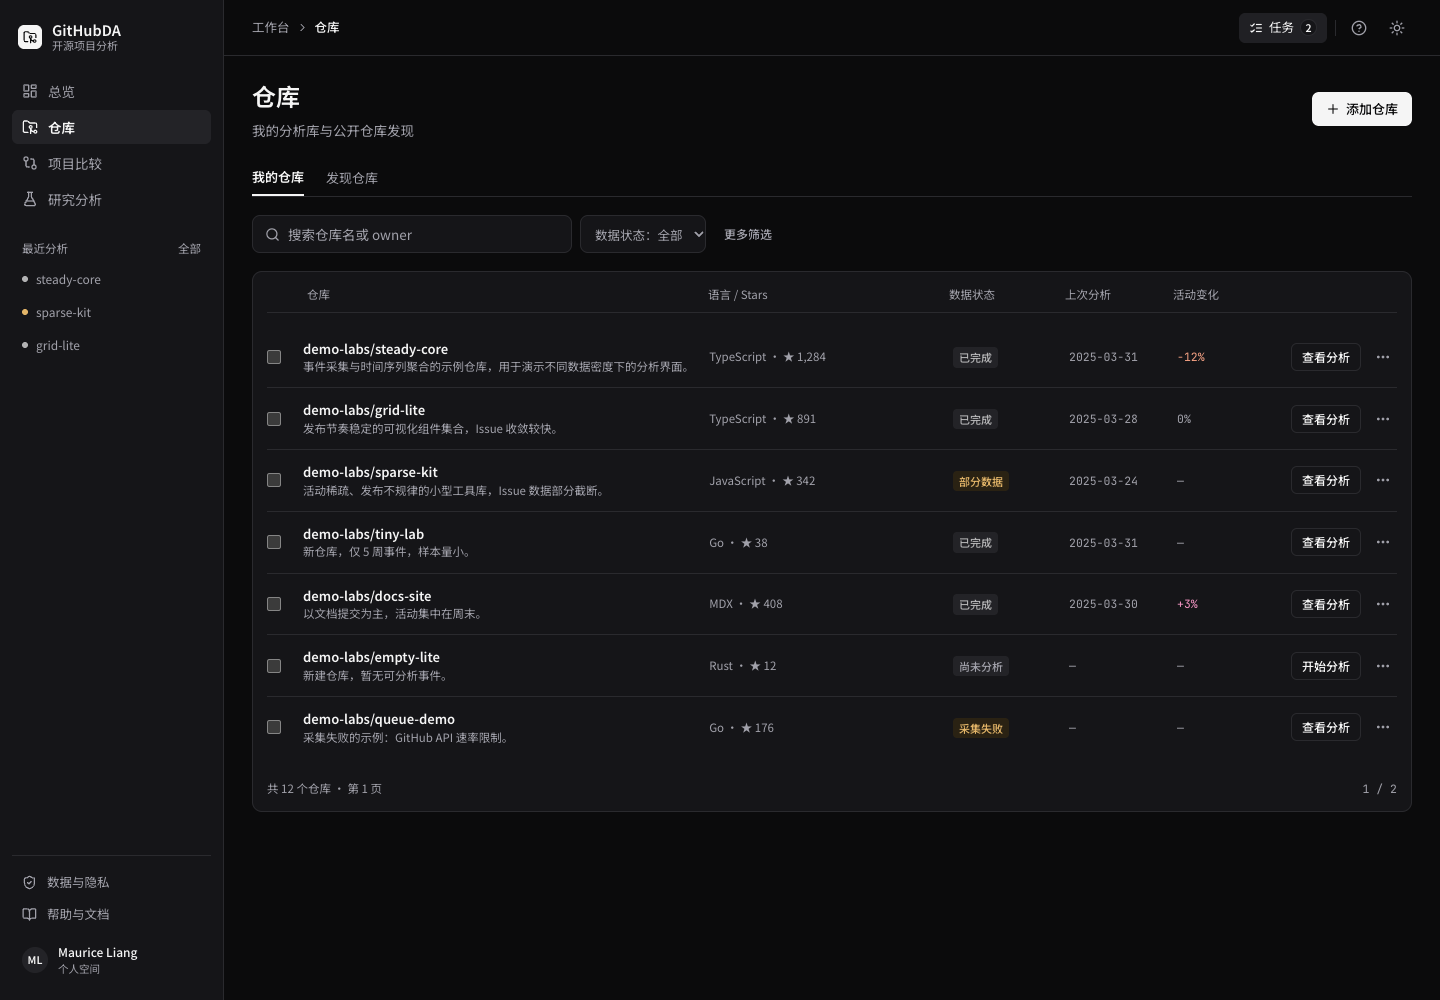 GitHubDA
开源项目分析
总览
仓库
项目比较
研究分析
最近分析 全部
steady-core
sparse-kit
grid-lite
数据与隐私
帮助与文档
ML Maurice Liang
个人空间
工作台 > 仓库
任务 2
仓库
我的分析库与公开仓库发现
添加仓库
我的仓库 发现仓库
搜索仓库名或 owner
数据状态：全部
更多筛选
仓库 语言 / Stars 数据状态 上次分析 活动变化
demo-labs/steady-core
事件采集与时间序列聚合的示例仓库，用于演示不同数据密度下的分析界面。
TypeScript · ★ 1,284 已完成 2025-03-31 -12% 查看分析 ···
demo-labs/grid-lite
发布节奏稳定的可视化组件集合，Issue 收敛较快。
TypeScript · ★ 891 已完成 2025-03-28 0% 查看分析 ···
demo-labs/sparse-kit
活动稀疏、发布不规律的小型工具库，Issue 数据部分截断。
JavaScript · ★ 342 部分数据 2025-03-24 — 查看分析 ···
demo-labs/tiny-lab
新仓库，仅 5 周事件，样本量小。
Go · ★ 38 已完成 2025-03-31 — 查看分析 ···
demo-labs/docs-site
以文档提交为主，活动集中在周末。
MDX · ★ 408 已完成 2025-03-30 +3% 查看分析 ···
demo-labs/empty-lite
新建仓库，暂无可分析事件。
Rust · ★ 12 尚未分析 — — 开始分析 ···
demo-labs/queue-demo
采集失败的示例：GitHub API 速率限制。
Go · ★ 176 采集失败 — — 查看分析 ···
共 12 个仓库 · 第 1 页 1 / 2